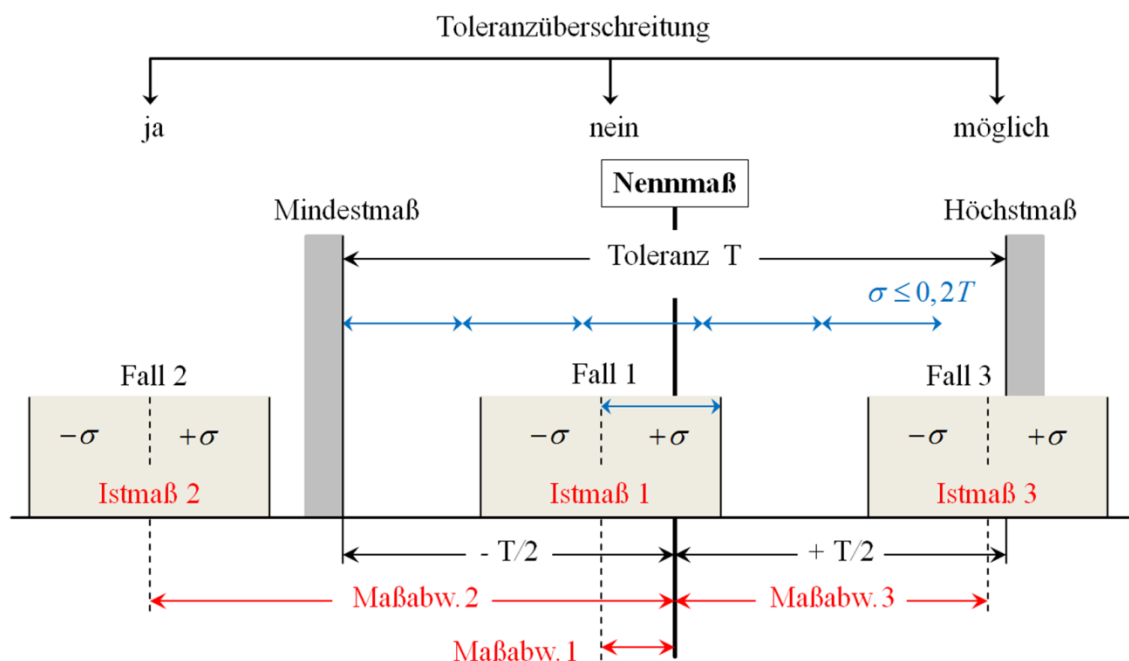 Toleranzüberschreitung
ja nein möglich
Nennmaß
Mindestmaß Höchstmaß
Toleranz T
σ ≤ 0,2T
Fall 2 Fall 1 Fall 3
−σ +σ −σ +σ −σ +σ
Istmaß 2 Istmaß 1 Istmaß 3
- T/2 + T/2
Maßabw. 2 Maßabw. 3
Maßabw. 1